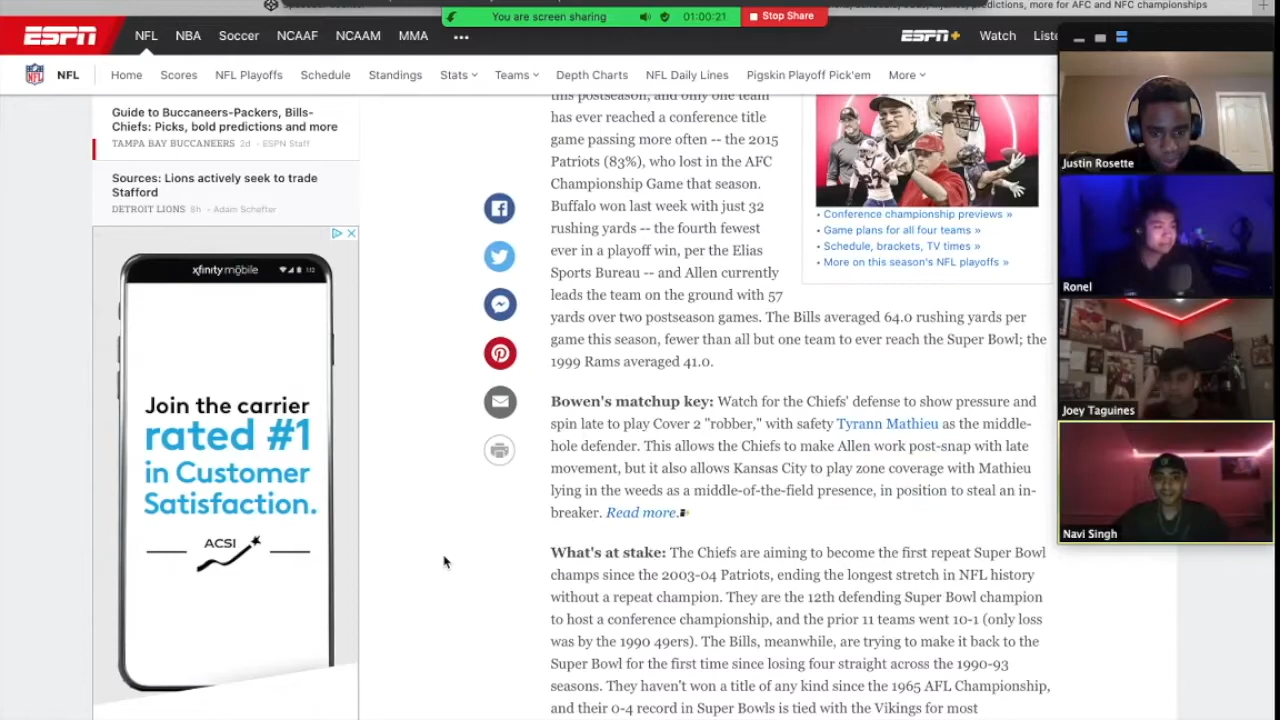 predictions, more for AFC and NFC championships
You are screen sharing
01:00:21
Stop Share
ESPN
NFL
NBA
Soccer
NCAAF
NCAAM
MMA
•••
ESPN+
Watch
Liste
NFL
Home
Scores
NFL Playoffs
Schedule
Standings
Stats
Teams
Depth Charts
NFL Daily Lines
Pigskin Playoff Pick'em
More
Guide to Buccaneers-Packers, Bills-
Chiefs: Picks, bold predictions and more
TAMPA BAY BUCCANEERS 2d - ESPN Staff
Sources: Lions actively seek to trade
Stafford
DETROIT LIONS 8h - Adam Schefter
xfinity mobile
1:12
Join the carrier
rated #1
in Customer
Satisfaction.
ACSI
this postseason, and only one team
has ever reached a conference title
game passing more often -- the 2015
Patriots (83%), who lost in the AFC
Championship Game that season.
Buffalo won last week with just 32
rushing yards -- the fourth fewest
ever in a playoff win, per the Elias
Sports Bureau -- and Allen currently
leads the team on the ground with 57
yards over two postseason games. The Bills averaged 64.0 rushing yards per
game this season, fewer than all but one team to ever reach the Super Bowl; the
1999 Rams averaged 41.0.
Bowen's matchup key: Watch for the Chiefs' defense to show pressure and
spin late to play Cover 2 "robber," with safety Tyrann Mathieu as the middle-
hole defender. This allows the Chiefs to make Allen work post-snap with late
movement, but it also allows Kansas City to play zone coverage with Mathieu
lying in the weeds as a middle-of-the-field presence, in position to steal an in-
breaker. Read more.
What's at stake: The Chiefs are aiming to become the first repeat Super Bowl
champs since the 2003-04 Patriots, ending the longest stretch in NFL history
without a repeat champion. They are the 12th defending Super Bowl champion
to host a conference championship, and the prior 11 teams went 10-1 (only loss
was by the 1990 49ers). The Bills, meanwhile, are trying to make it back to the
Super Bowl for the first time since losing four straight across the 1990-93
seasons. They haven't won a title of any kind since the 1965 AFL Championship,
and their 0-4 record in Super Bowls is tied with the Vikings for most
• Conference championship previews »
• Game plans for all four teams »
• Schedule, brackets, TV times »
• More on this season's NFL playoffs »
Justin Rosette
Ronel
Joey Taguines
Navi Singh